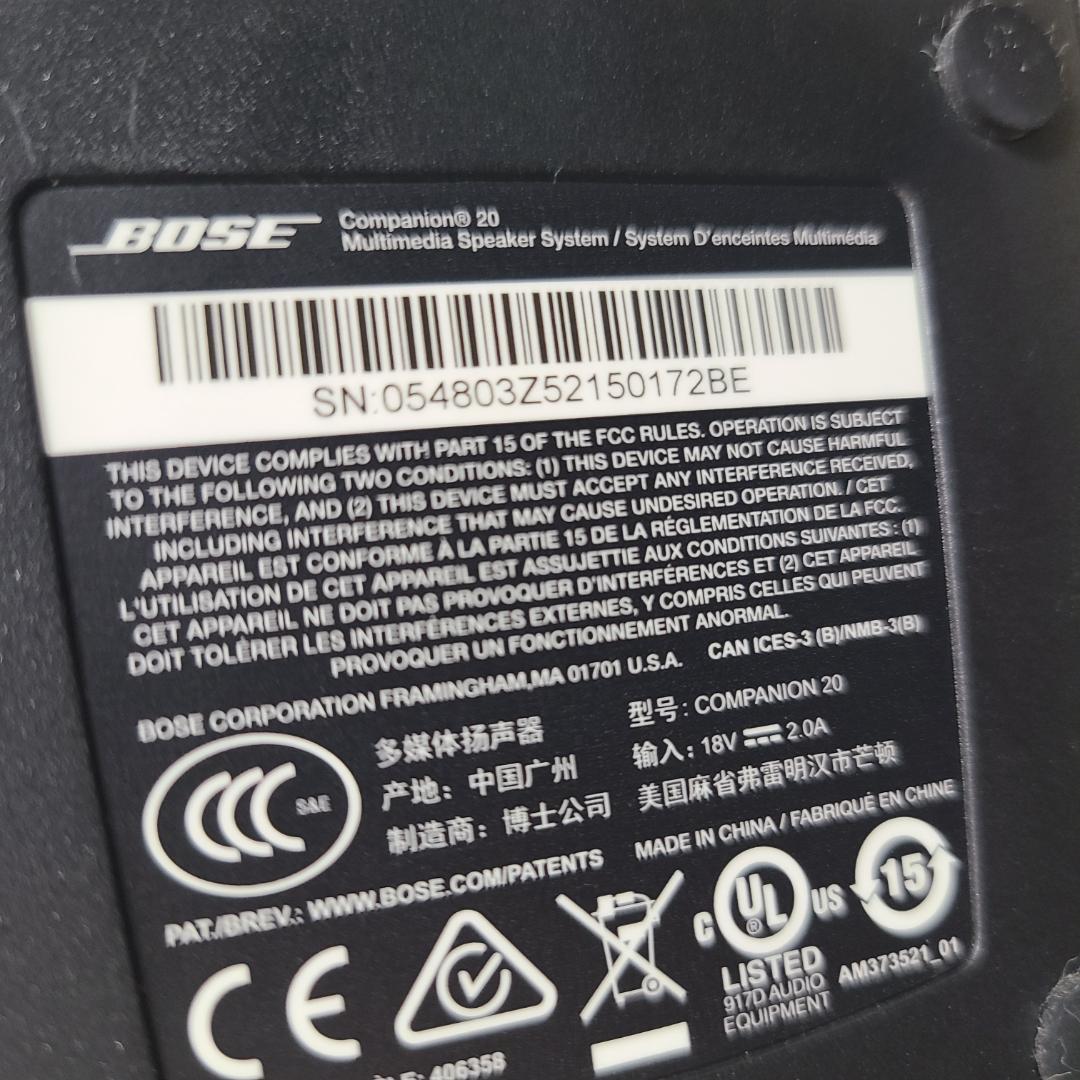 BOSE
Companion® 20
Multimedia Speaker System / System D'enceintes Multimédia
SN:054803Z52150172BE
THIS DEVICE COMPLIES WITH PART 15 OF THE FCC RULES. OPERATION IS SUBJECT
TO THE FOLLOWING TWO CONDITIONS: (1) THIS DEVICE MAY NOT CAUSE HARMFUL
INTERFERENCE, AND (2) THIS DEVICE MUST ACCEPT ANY INTERFERENCE RECEIVED,
INCLUDING INTERFERENCE THAT MAY CAUSE UNDESIRED OPERATION. / CET
APPAREIL EST CONFORME À LA PARTIE 15 DE LA RÉGLEMENTATION DE LA FCC.
L'UTILISATION DE CET APPAREIL EST ASSUJETTIE AUX CONDITIONS SUIVANTES : (1)
CET APPAREIL NE DOIT PAS PROVOQUER D'INTERFÉRENCES ET (2) CET APPAREIL
DOIT TOLÉRER LES INTERFÉRENCES EXTERNES, Y COMPRIS CELLES QUI PEUVENT
PROVOQUER UN FONCTIONNEMENT ANORMAL.
BOSE CORPORATION FRAMINGHAM,MA 01701 U.S.A.
CAN ICES-3 (B)/NMB-3(B)
CCC S&E
多媒体扬声器
产地：中国广州
制造商：博士公司
型号：COMPANION 20
输入：18V 2.0A
美国麻省弗雷明汉市芒顿
PAT./BREV.: WWW.BOSE.COM/PATENTS
MADE IN CHINA / FABRIQUÉ EN CHINE
CE
C UL ® US
LISTED
917D AUDIO
EQUIPMENT
15
AM373521_01
406358